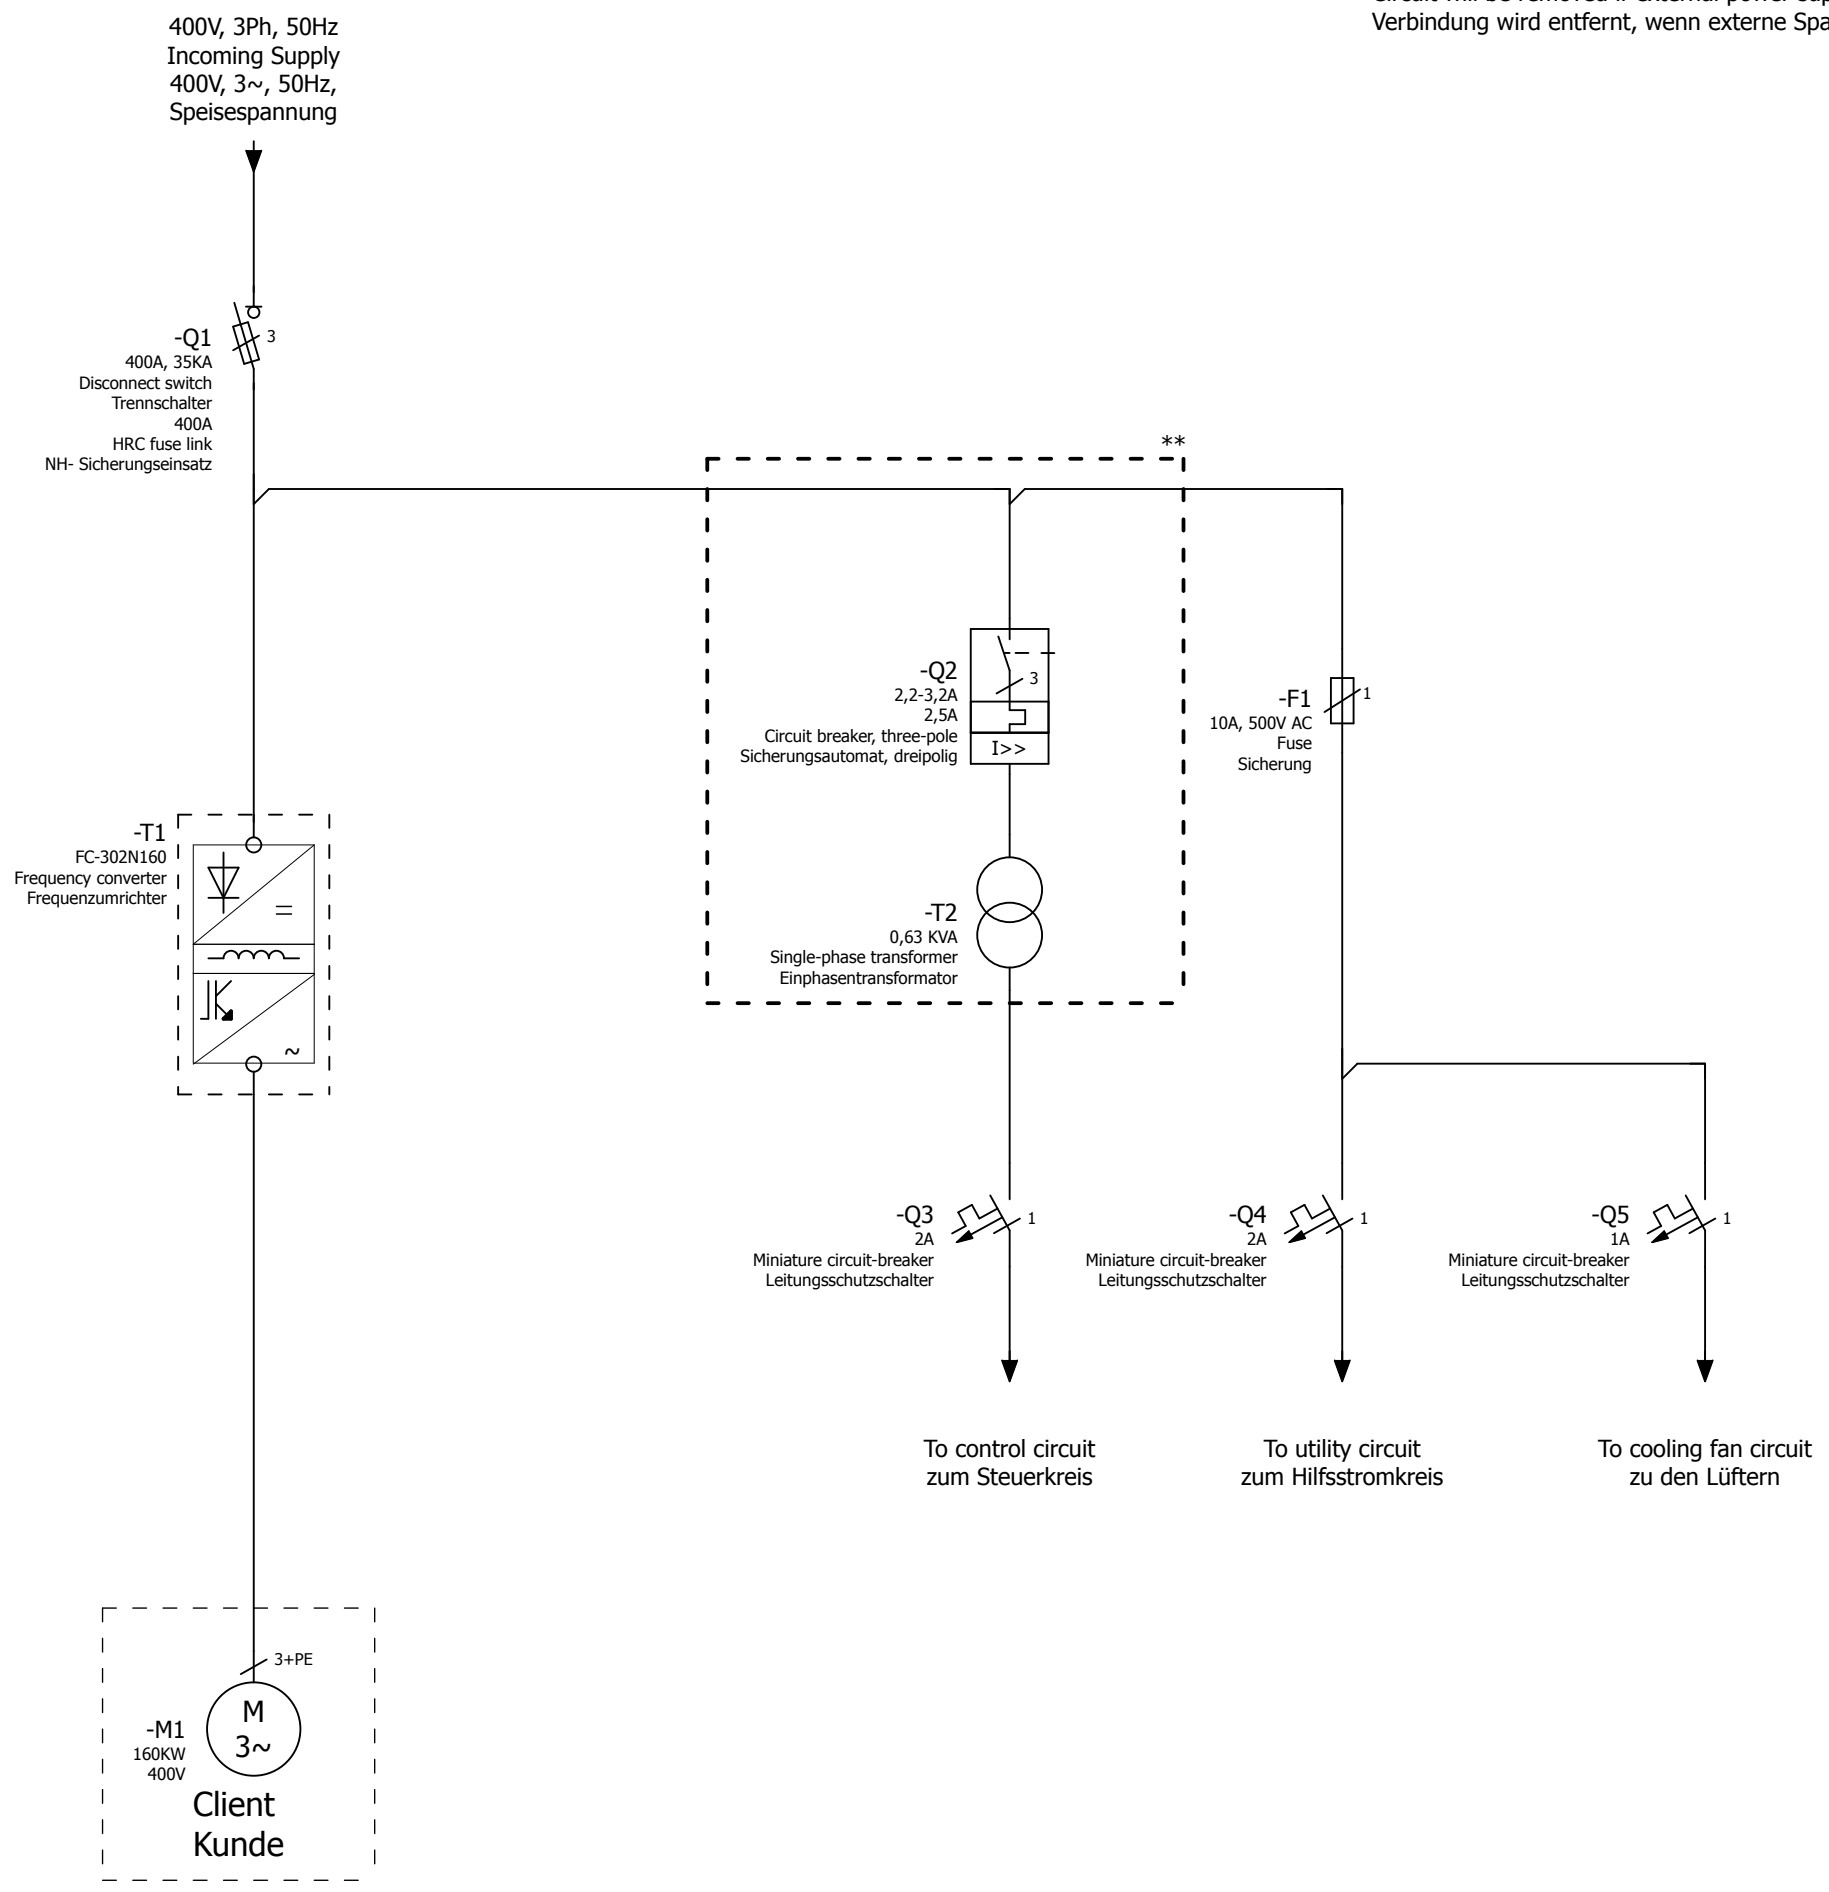 Verbindung wird entfernt, wenn externe Spa
400V, 3Ph, 50Hz
Incoming Supply
400V, 3~, 50Hz,
Speisespannung
-Q1
400A, 35KA
Disconnect switch
Trennschalter
400A
HRC fuse link
NH- Sicherungseinsatz
3
**
-Q2
2,2-3,2A
2,5A
Circuit breaker, three-pole
Sicherungsautomat, dreipolig
3
I>>
-F1
10A, 500V AC
Fuse
Sicherung
1
-T1
FC-302N160
Frequency converter
Frequenzumrichter
=
~
-T2
0,63 KVA
Single-phase transformer
Einphasentransformator
-Q3
2A
Miniature circuit-breaker
Leitungsschutzschalter
1
-Q4
2A
Miniature circuit-breaker
Leitungsschutzschalter
1
-Q5
1A
Miniature circuit-breaker
Leitungsschutzschalter
1
To control circuit
zum Steuerkreis
To utility circuit
zum Hilfsstromkreis
To cooling fan circuit
zu den Lüftern
3+PE
M
3~
-M1
160KW
400V
Client
Kunde